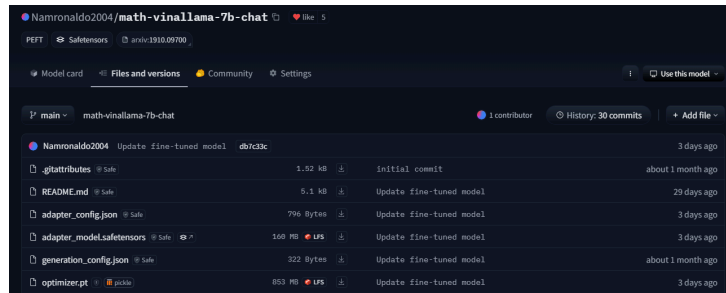 Namronaldo2004/math-vinallama-7b-chat like 5
PEFT Safetensors arxiv:1910.09700
Model card Files and versions Community Settings Use this model
main math-vinallama-7b-chat 1 contributor History: 30 commits + Add file
Namronaldo2004 Update fine-tuned model db7c33c 3 days ago
.gitattributes Safe 1.52 kB initial commit about 1 month ago
README.md Safe 5.1 kB Update fine-tuned model 29 days ago
adapter_config.json Safe 796 Bytes Update fine-tuned model 3 days ago
adapter_model.safetensors Safe 160 MB LFS Update fine-tuned model 3 days ago
generation_config.json Safe 322 Bytes Update fine-tuned model about 1 month ago
optimizer.pt pickle 853 MB LFS Update fine-tuned model 3 days ago